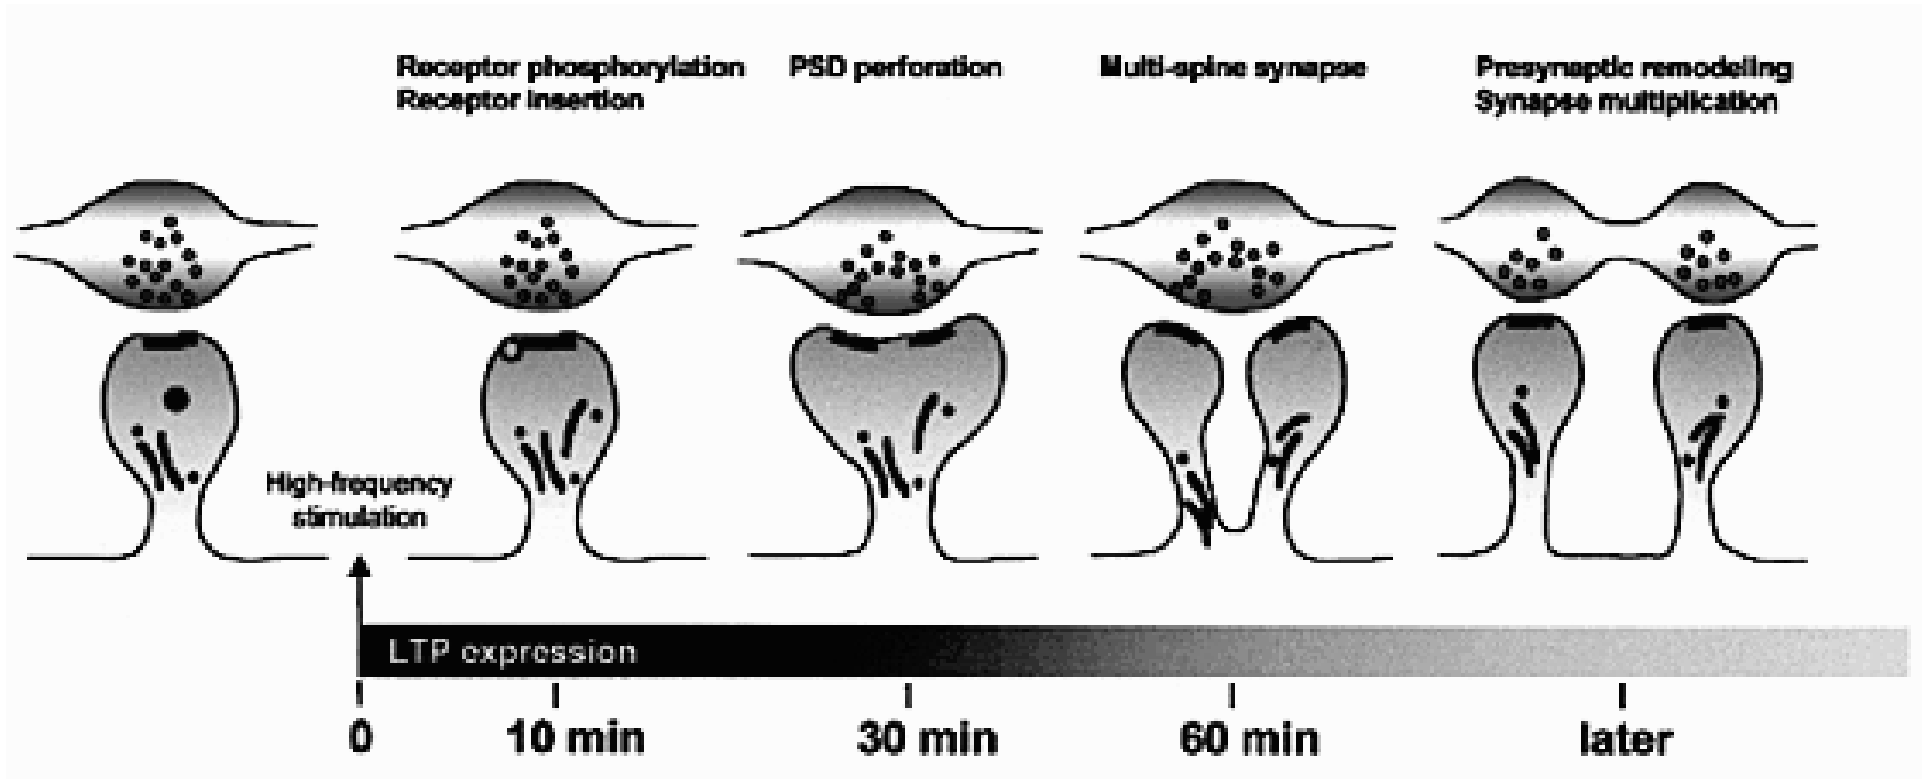 Receptor phosphorylation
Receptor insertion
PSD perforation
Multi-spine synapse
Presynaptic remodeling
Synapse multiplication
High-frequency
stimulation
LTP expression
0
10 min
30 min
60 min
later